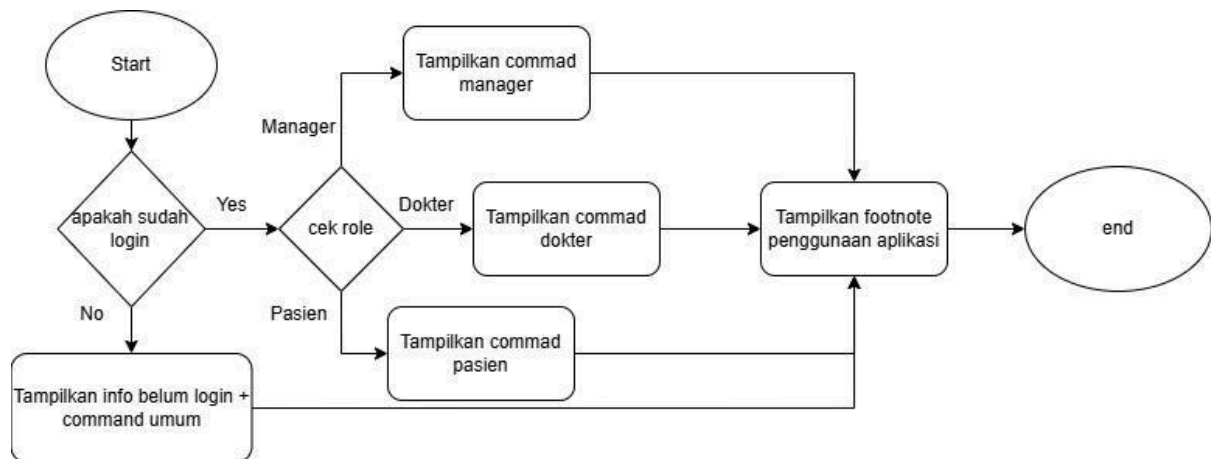 Start
apakah sudah
login
Yes
No
Tampilkan info belum login +
command umum
cek role
Manager
Tampilkan commad
manager
Dokter
Tampilkan commad
dokter
Pasien
Tampilkan commad
pasien
Tampilkan footnote
penggunaan aplikasi
end